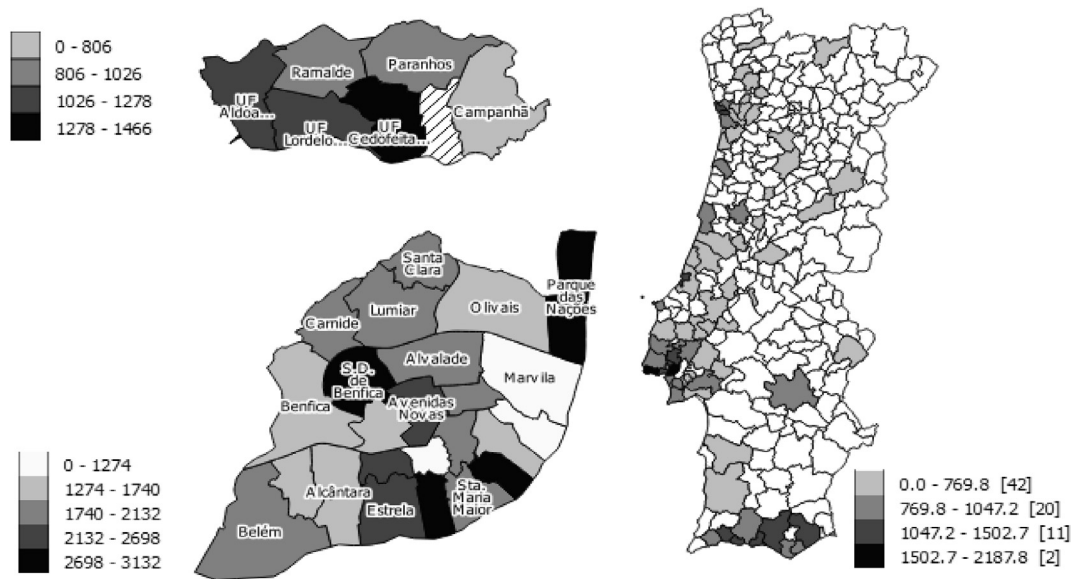 0 - 806
806 - 1026
1026 - 1278
1278 - 1466
Ramalde
Paranhos
UF
Aldoa...
UF
Lordelo
...
UF
Cedofeita
...
Campanhã
Santa
Clara
Parque
das
Nações
Lumiar
Olivais
Carnide
S.D.
de
Benfica
Alvalade
Marvila
Benfica
Avenidas
Novas
Alcântara
Estrela
Sta.
Maria
Maior
Belém
0 - 1274
1274 - 1740
1740 - 2132
2132 - 2698
2698 - 3132
0.0 - 769.8 [42]
769.8 - 1047.2 [20]
1047.2 - 1502.7 [11]
1502.7 - 2187.8 [2]